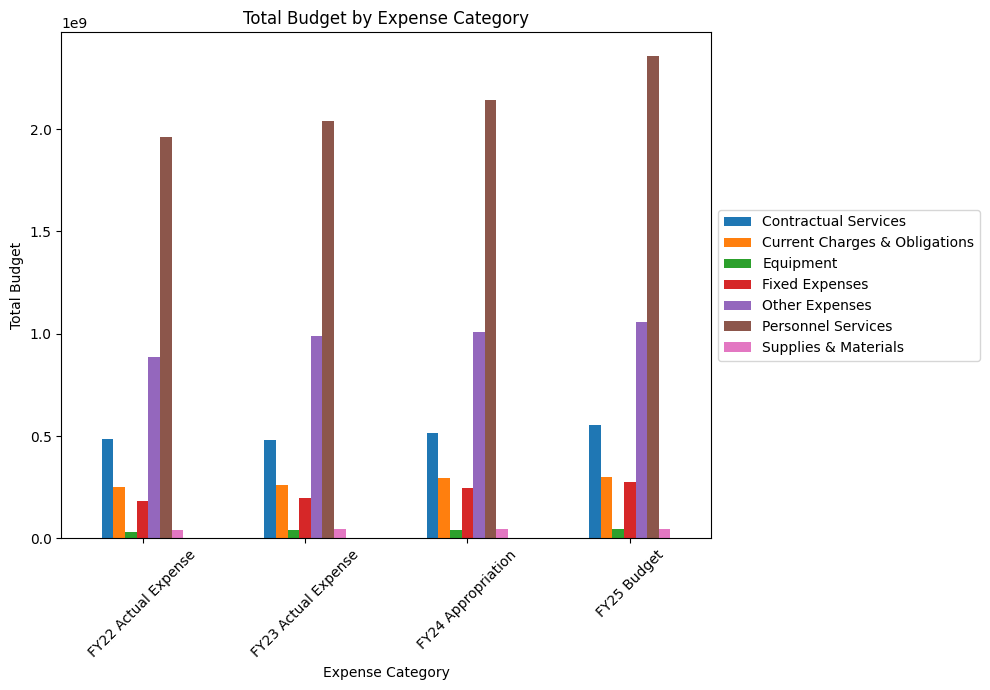 Total Budget by Expense Category
1e9
Total Budget
2.0
1.5
1.0
0.5
0.0
FY22 Actual Expense
FY23 Actual Expense
FY24 Appropriation
FY25 Budget
Expense Category
Contractual Services
Current Charges & Obligations
Equipment
Fixed Expenses
Other Expenses
Personnel Services
Supplies & Materials